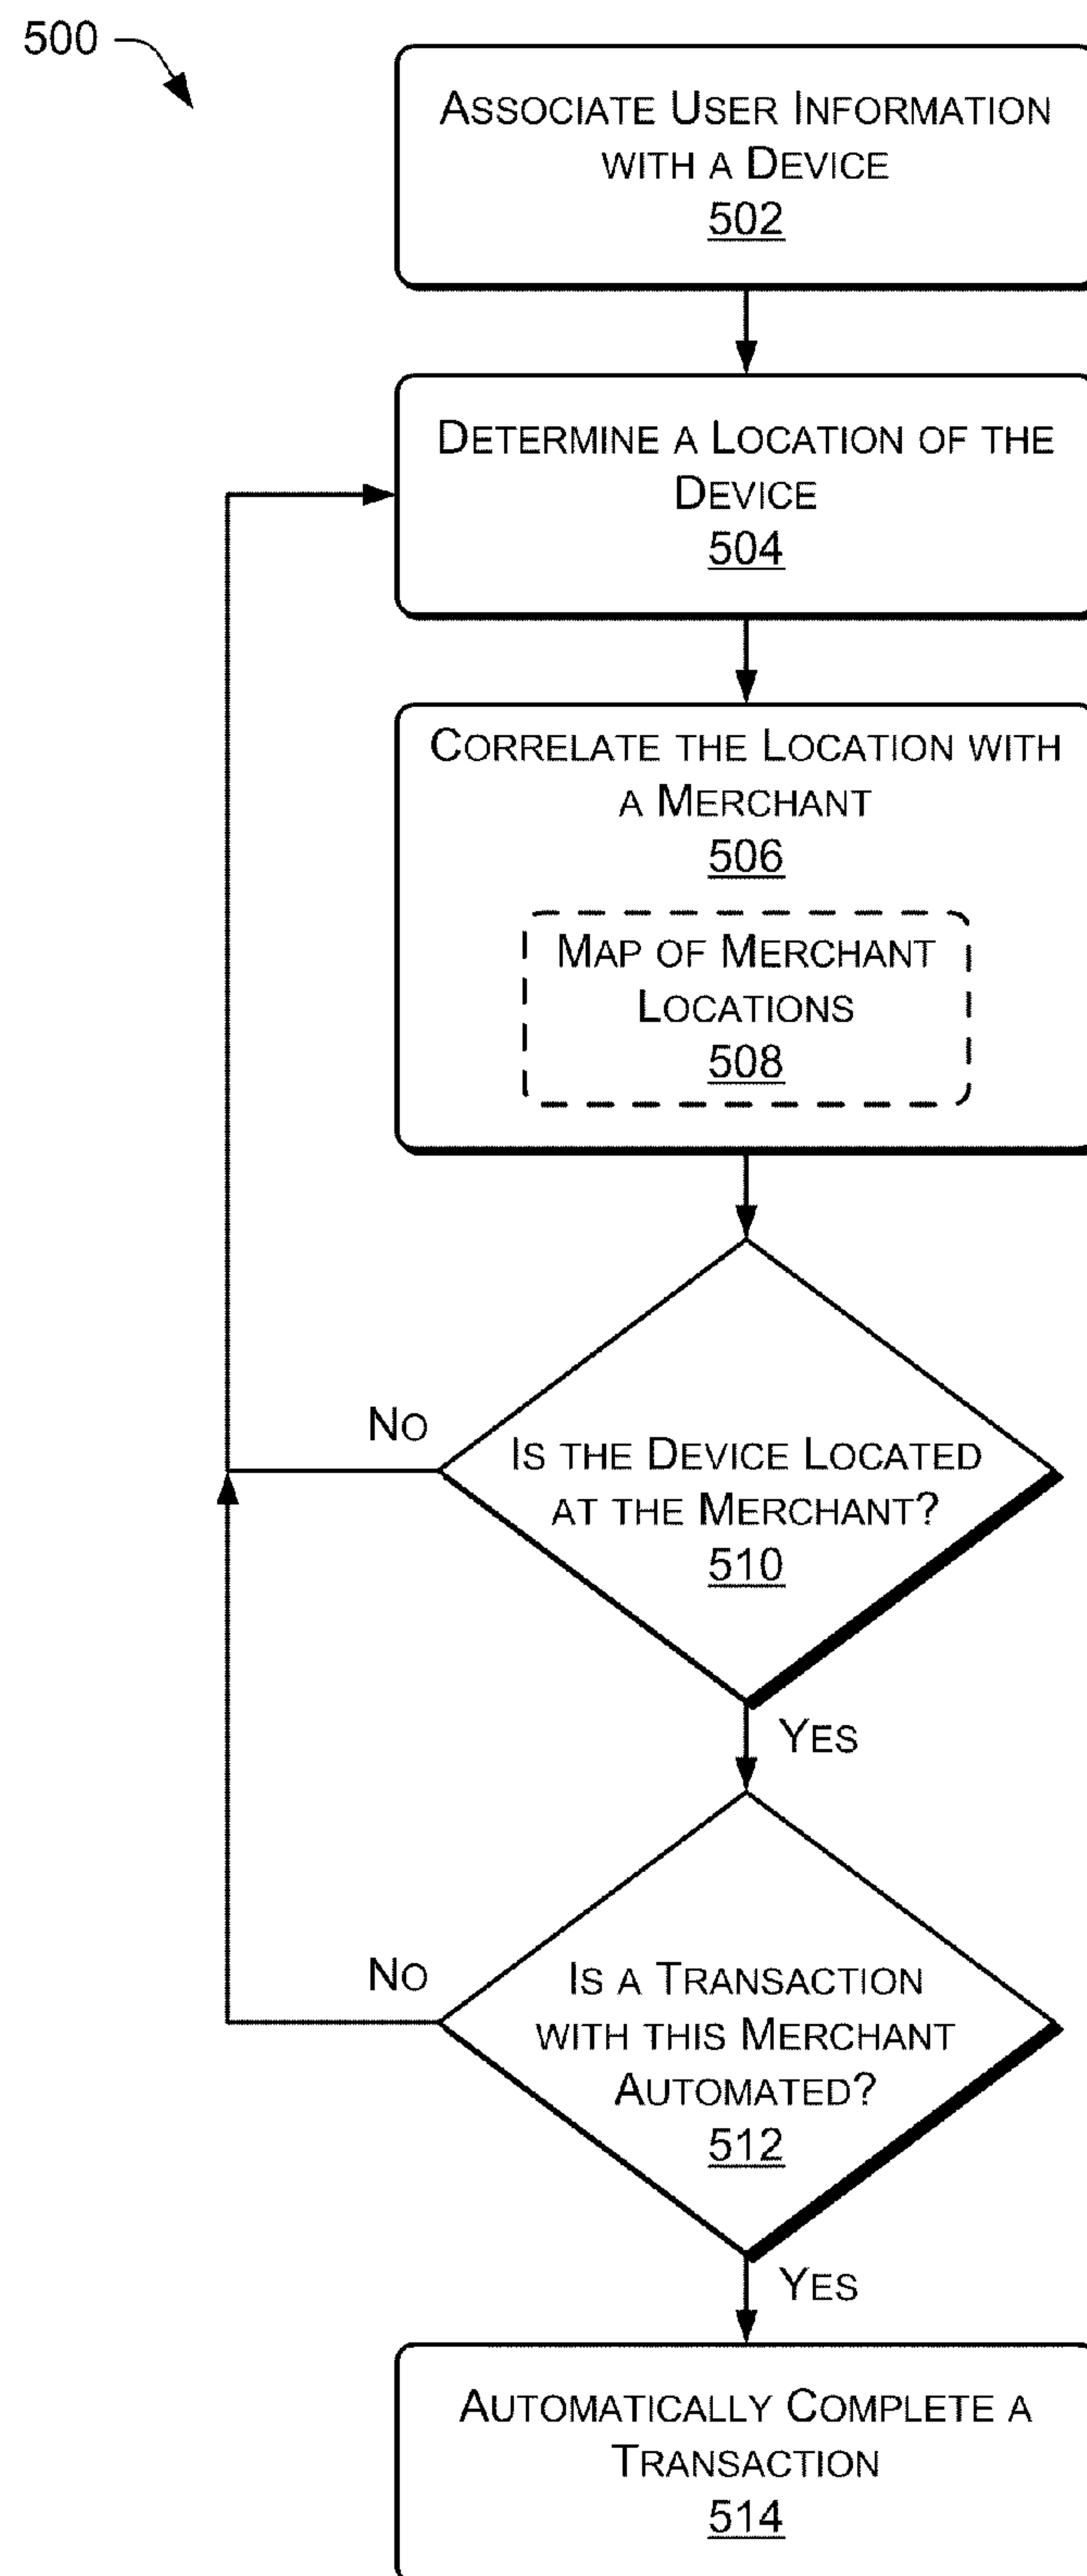 500
ASSOCIATE USER INFORMATION
WITH A DEVICE
502
DETERMINE A LOCATION OF THE
DEVICE
504
CORRELATE THE LOCATION WITH
A MERCHANT
506
MAP OF MERCHANT
LOCATIONS
508
NO
IS THE DEVICE LOCATED
AT THE MERCHANT?
510
YES
NO
IS A TRANSACTION
WITH THIS MERCHANT
AUTOMATED?
512
YES
AUTOMATICALLY COMPLETE A
TRANSACTION
514